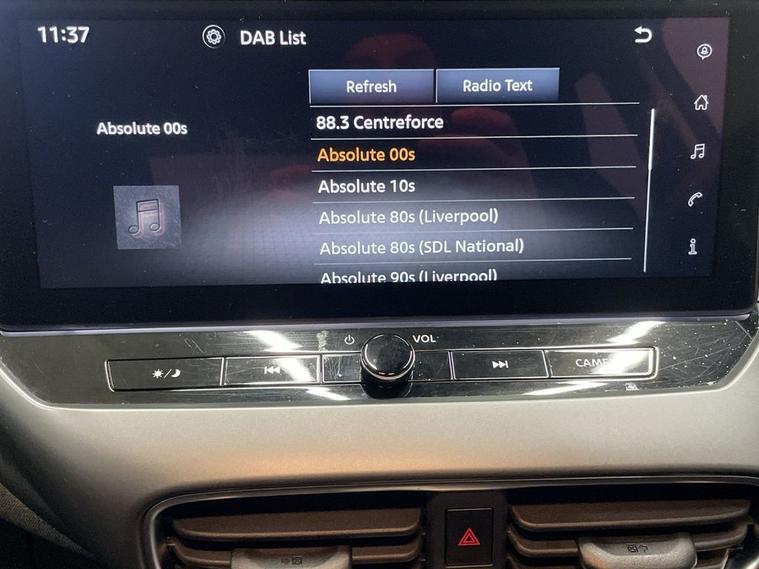 11:37
DAB List
Refresh
Radio Text
Absolute 00s
88.3 Centreforce
Absolute 00s
Absolute 10s
Absolute 80s (Liverpool)
Absolute 80s (SDL National)
Absolute 90s (Liverpool)
VOL